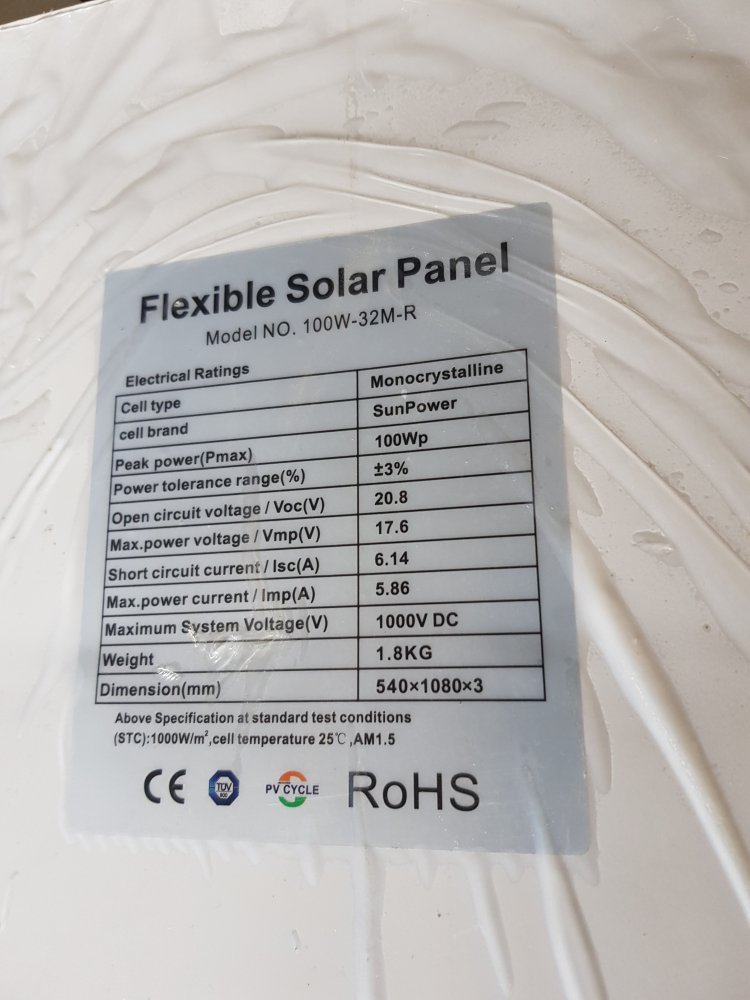 Flexible Solar Panel
Model NO. 100W-32M-R
Electrical Ratings
Cell type Monocrystalline
cell brand SunPower
Peak power(Pmax) 100Wp
Power tolerance range(%) ±3%
Open circuit voltage / Voc(V) 20.8
Max.power voltage / Vmp(V) 17.6
Short circuit current / Isc(A) 6.14
Max.power current / Imp(A) 5.86
Maximum System Voltage(V) 1000V DC
Weight 1.8KG
Dimension(mm) 540×1080×3
Above Specification at standard test conditions
(STC):1000W/m²,cell temperature 25℃,AM1.5
CE TÜV PV CYCLE RoHS